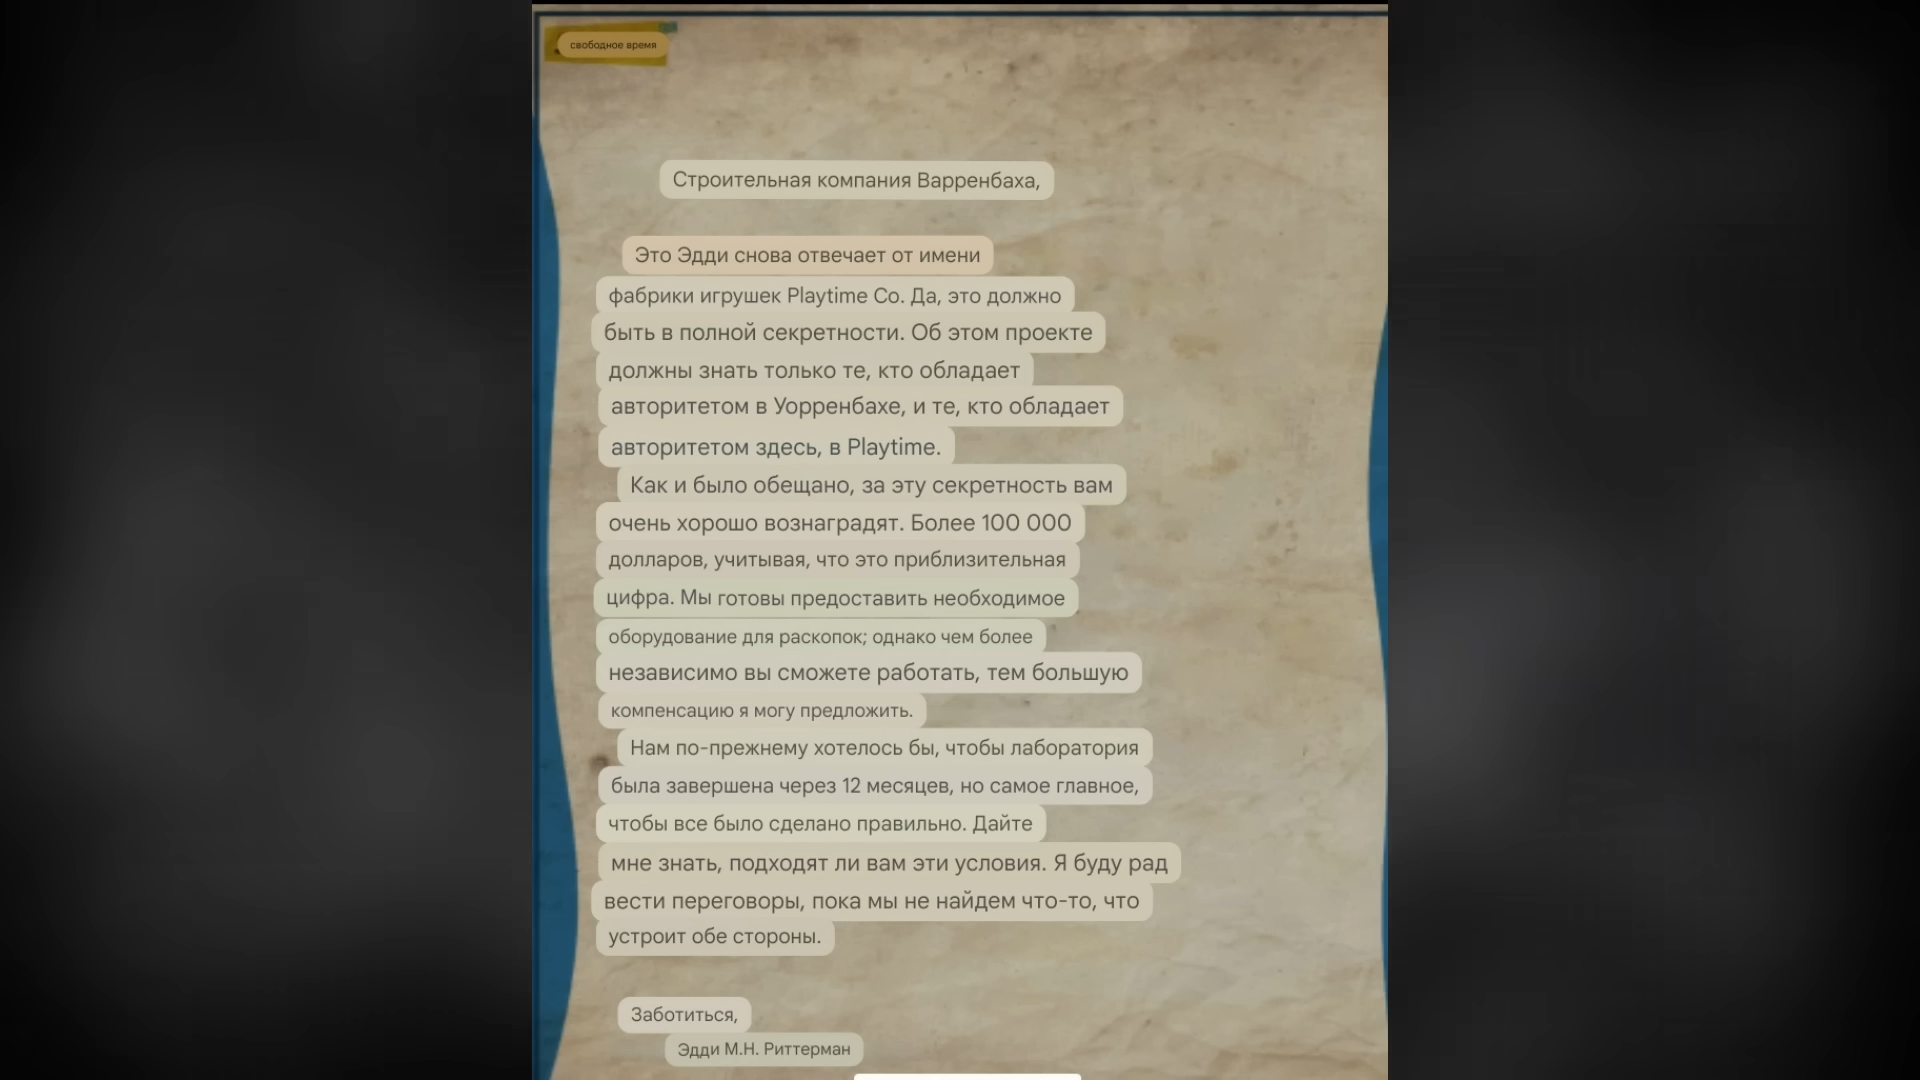 свободное время
Строительная компания Варренбаха,
Это Эдди снова отвечает от имени
фабрики игрушек Playtime Co. Да, это должно
быть в полной секретности. Об этом проекте
должны знать только те, кто обладает
авторитетом в Уорренбахе, и те, кто обладает
авторитетом здесь, в Playtime.
Как и было обещано, за эту секретность вам
очень хорошо вознаградят. Более 100 000
долларов, учитывая, что это приблизительная
цифра. Мы готовы предоставить необходимое
оборудование для раскопок; однако чем более
независимо вы сможете работать, тем большую
компенсацию я могу предложить.
Нам по-прежнему хотелось бы, чтобы лаборатория
была завершена через 12 месяцев, но самое главное,
чтобы все было сделано правильно. Дайте
мне знать, подходят ли вам эти условия. Я буду рад
вести переговоры, пока мы не найдем что-то, что
устроит обе стороны.
Заботиться,
Эдди М.Н. Риттерман